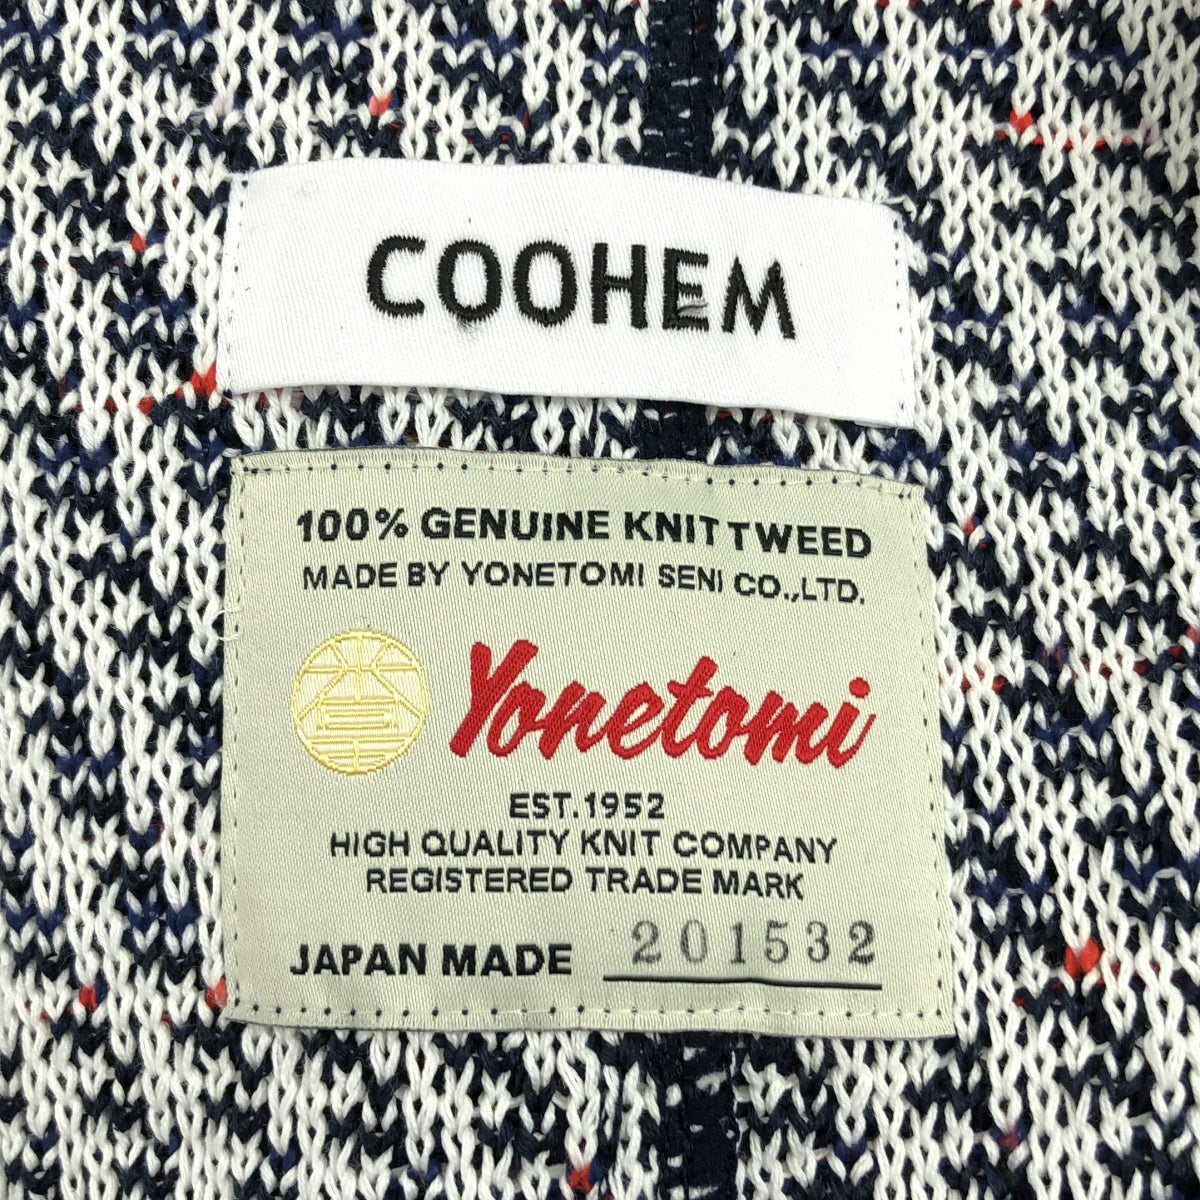 COOHEM
100% GENUINE KNIT TWEED
MADE BY YONETOMI SENI CO.,LTD.
Yonetomi
EST.1952
HIGH QUALITY KNIT COMPANY
REGISTERED TRADE MARK
JAPAN MADE 201532